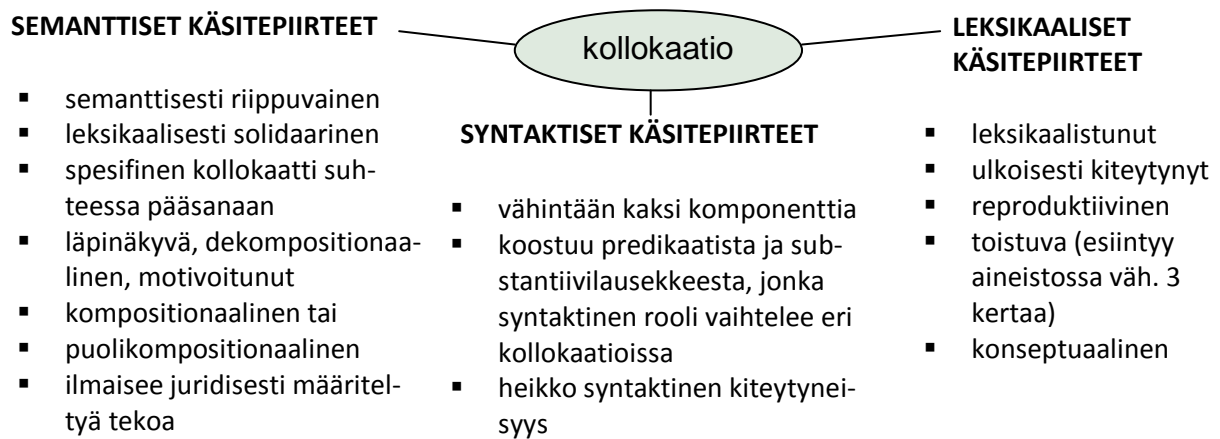 kollokaatio
SEMANTTISET KÄSITEPIIRTEET
▪ semanttisesti riippuvainen
▪ leksikaalisesti solidaarinen
▪ spesifinen kollokaatti suh-
teessa pääsanaan
▪ läpinäkyvä, dekompositionaa-
linen, motivoitunut
▪ kompositionaalinen tai
▪ puolikompositionaalinen
▪ ilmaisee juridisesti määritel-
tyä tekoa
SYNTAKTISET KÄSITEPIIRTEET
▪ vähintään kaksi komponenttia
▪ koostuu predikaatista ja sub-
stantiivilausekkeesta, jonka
syntaktinen rooli vaihtelee eri
kollokaatioissa
▪ heikko syntaktinen kiteytynei-
syys
LEKSIKAALISET
KÄSITEPIIRTEET
▪ leksikaalistunut
▪ ulkoisesti kiteytynyt
▪ reproduktiivinen
▪ toistuva (esiintyy
aineistossa väh. 3
kertaa)
▪ konseptuaalinen